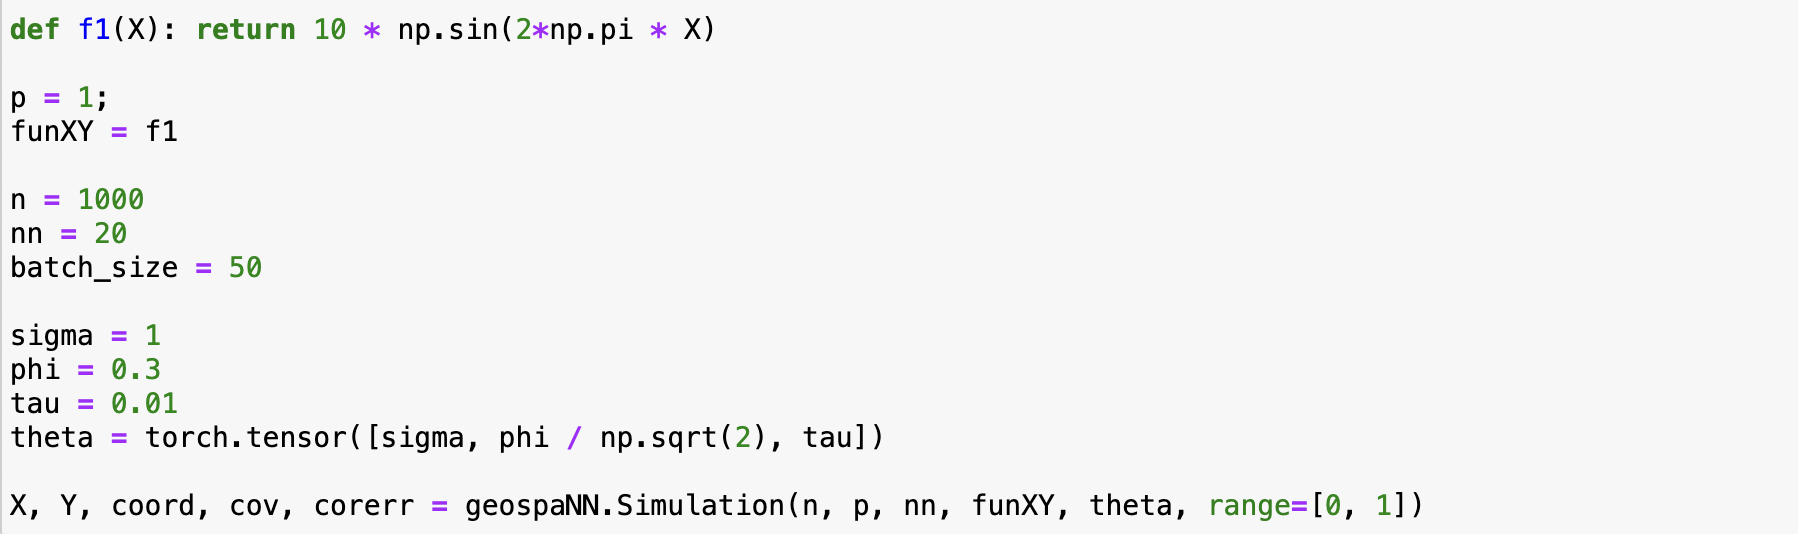 def f1(X): return 10 * np.sin(2*np.pi * X)
p = 1;
funXY = f1
n = 1000
nn = 20
batch_size = 50
sigma = 1
phi = 0.3
tau = 0.01
theta = torch.tensor([sigma, phi / np.sqrt(2), tau])
X, Y, coord, cov, corerr = geospaNN.Simulation(n, p, nn, funXY, theta, range=[0, 1])